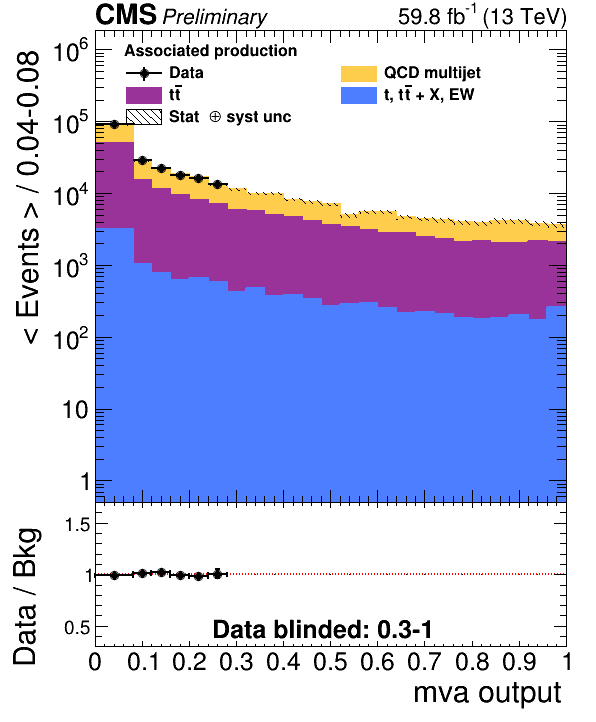 CMS Preliminary 59.8 fb⁻¹ (13 TeV)
Associated production
Data
QCD multijet
tt̄
t, tt̄ + X, EW
Stat ⊕ syst unc
< Events > / 0.04-0.08
10⁶
10⁵
10⁴
10³
10²
10
1
Data / Bkg
1.5
1
0.5
Data blinded: 0.3-1
0 0.1 0.2 0.3 0.4 0.5 0.6 0.7 0.8 0.9 1
mva output